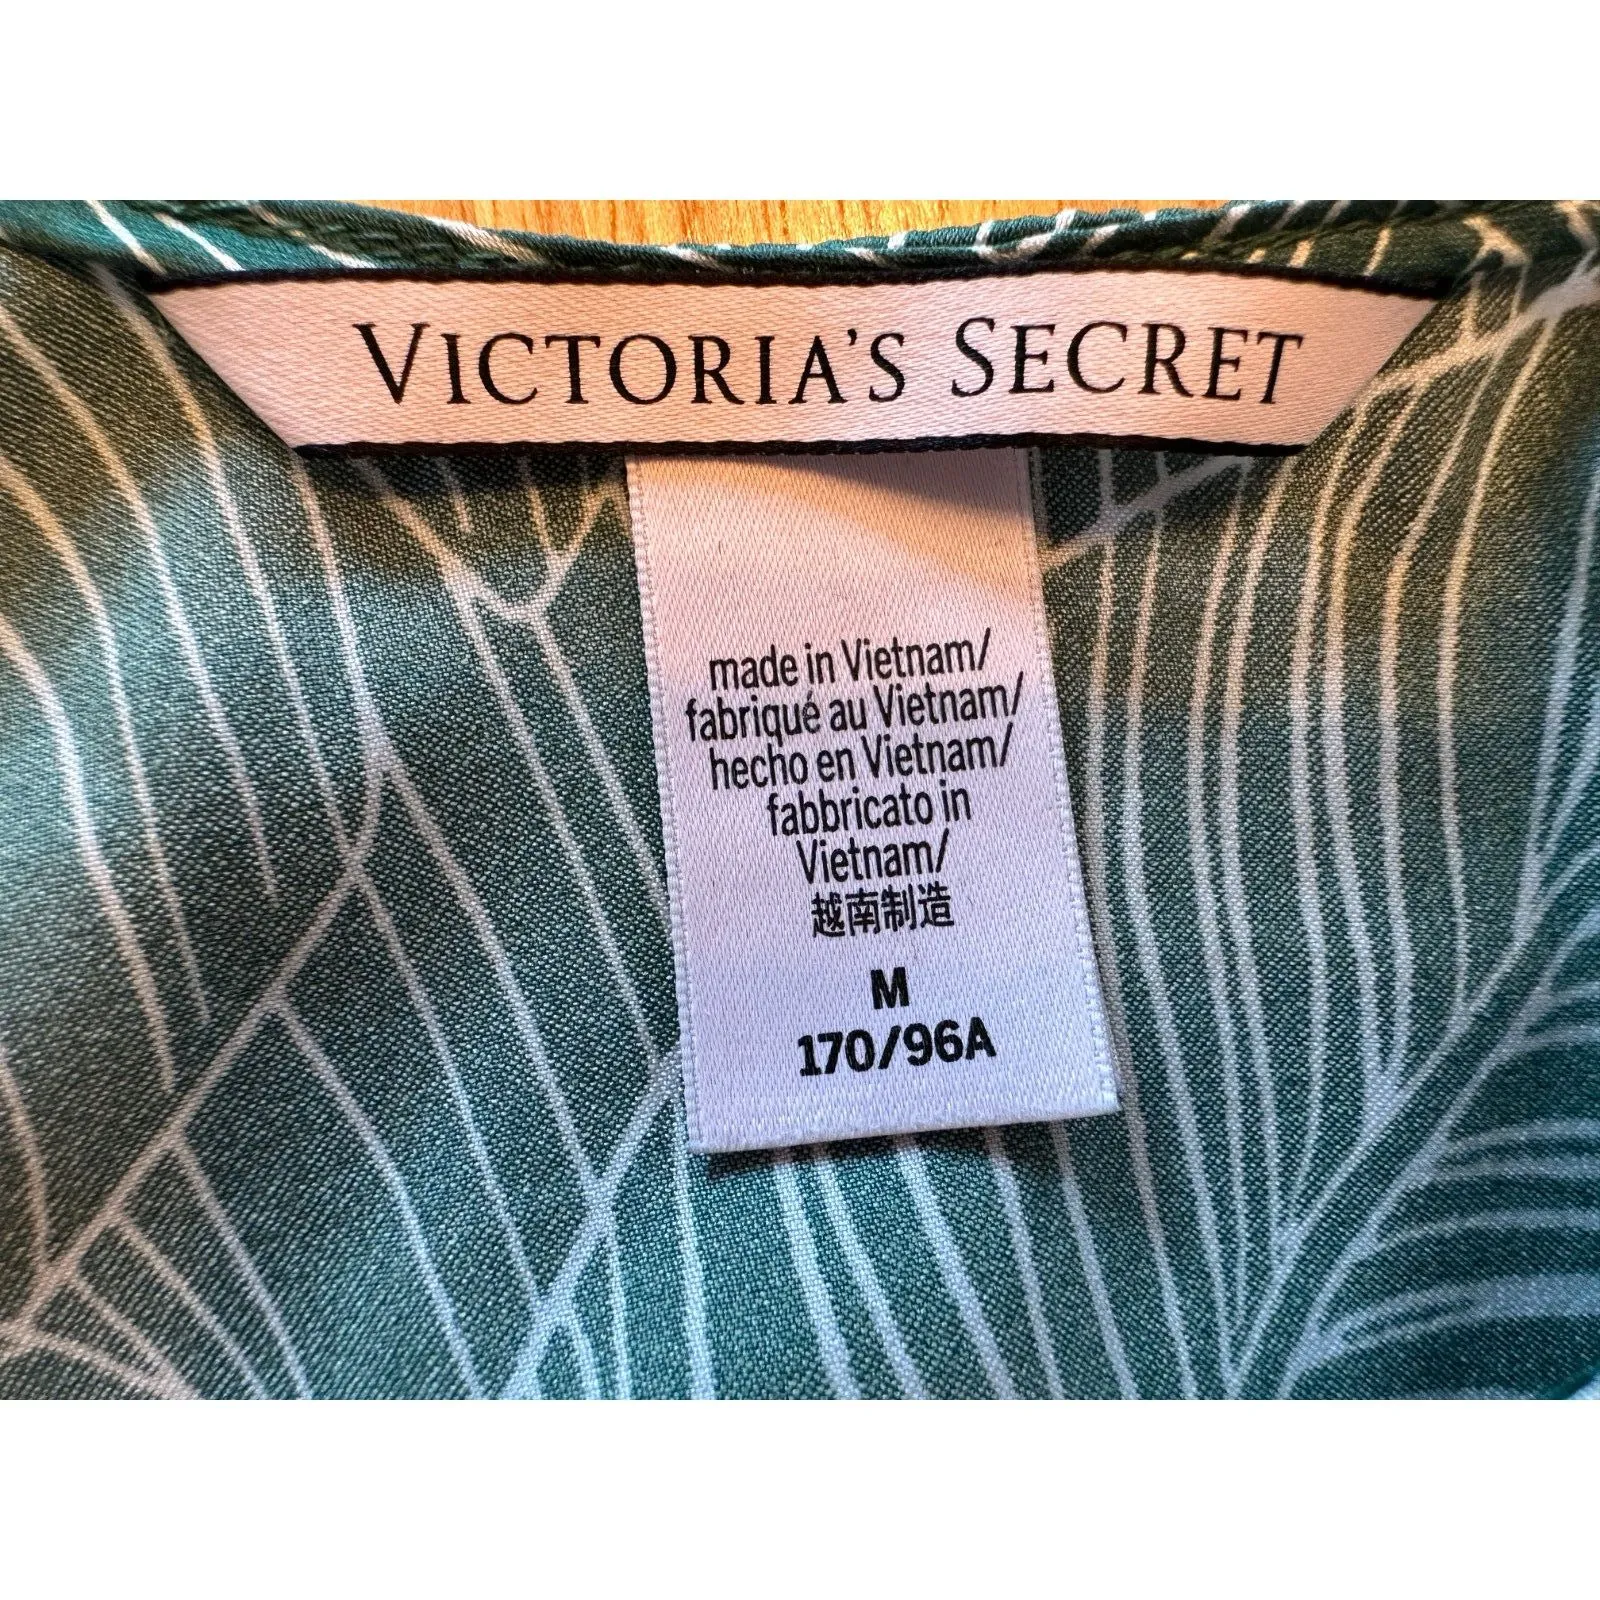 VICTORIA'S SECRET
made in Vietnam/
fabriqué au Vietnam/
hecho en Vietnam/
fabbricato in
Vietnam/
越南制造
M
170/96A